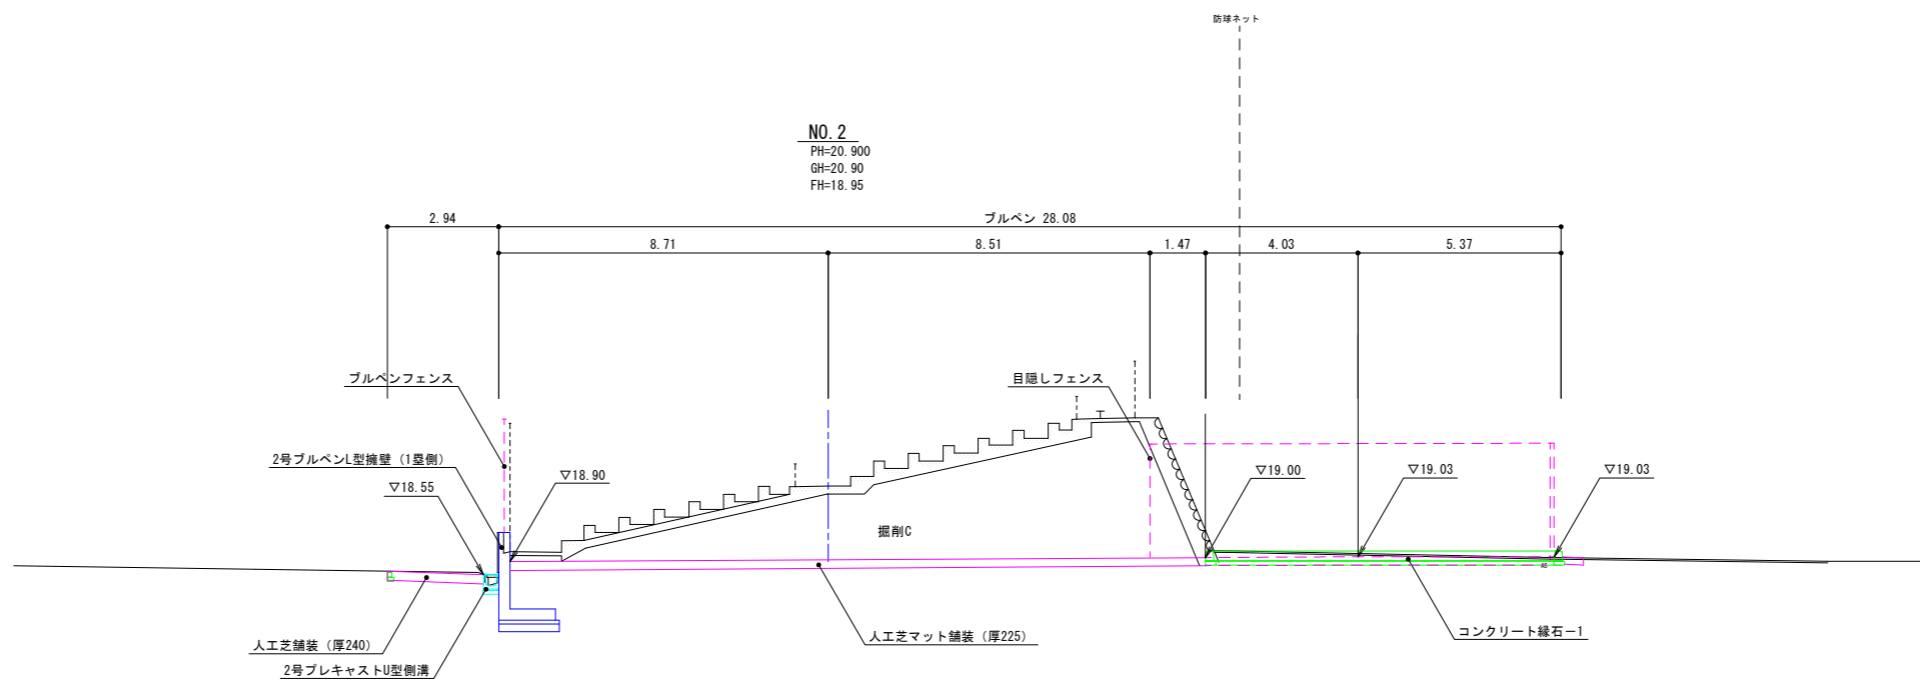 防球ネット
NO.2
PH=20.900
GH=20.90
FH=18.95
2.94
ブルペン 28.08
8.71
8.51
1.47
4.03
5.37
ブルペンフェンス
目隠しフェンス
2号ブルペンL型擁壁（1塁側）
▽18.55
▽18.90
▽19.00
▽19.03
▽19.03
掘削C
AS
人工芝舗装（厚240）
2号プレキャストU型側溝
人工芝マット舗装（厚225）
コンクリート縁石－1